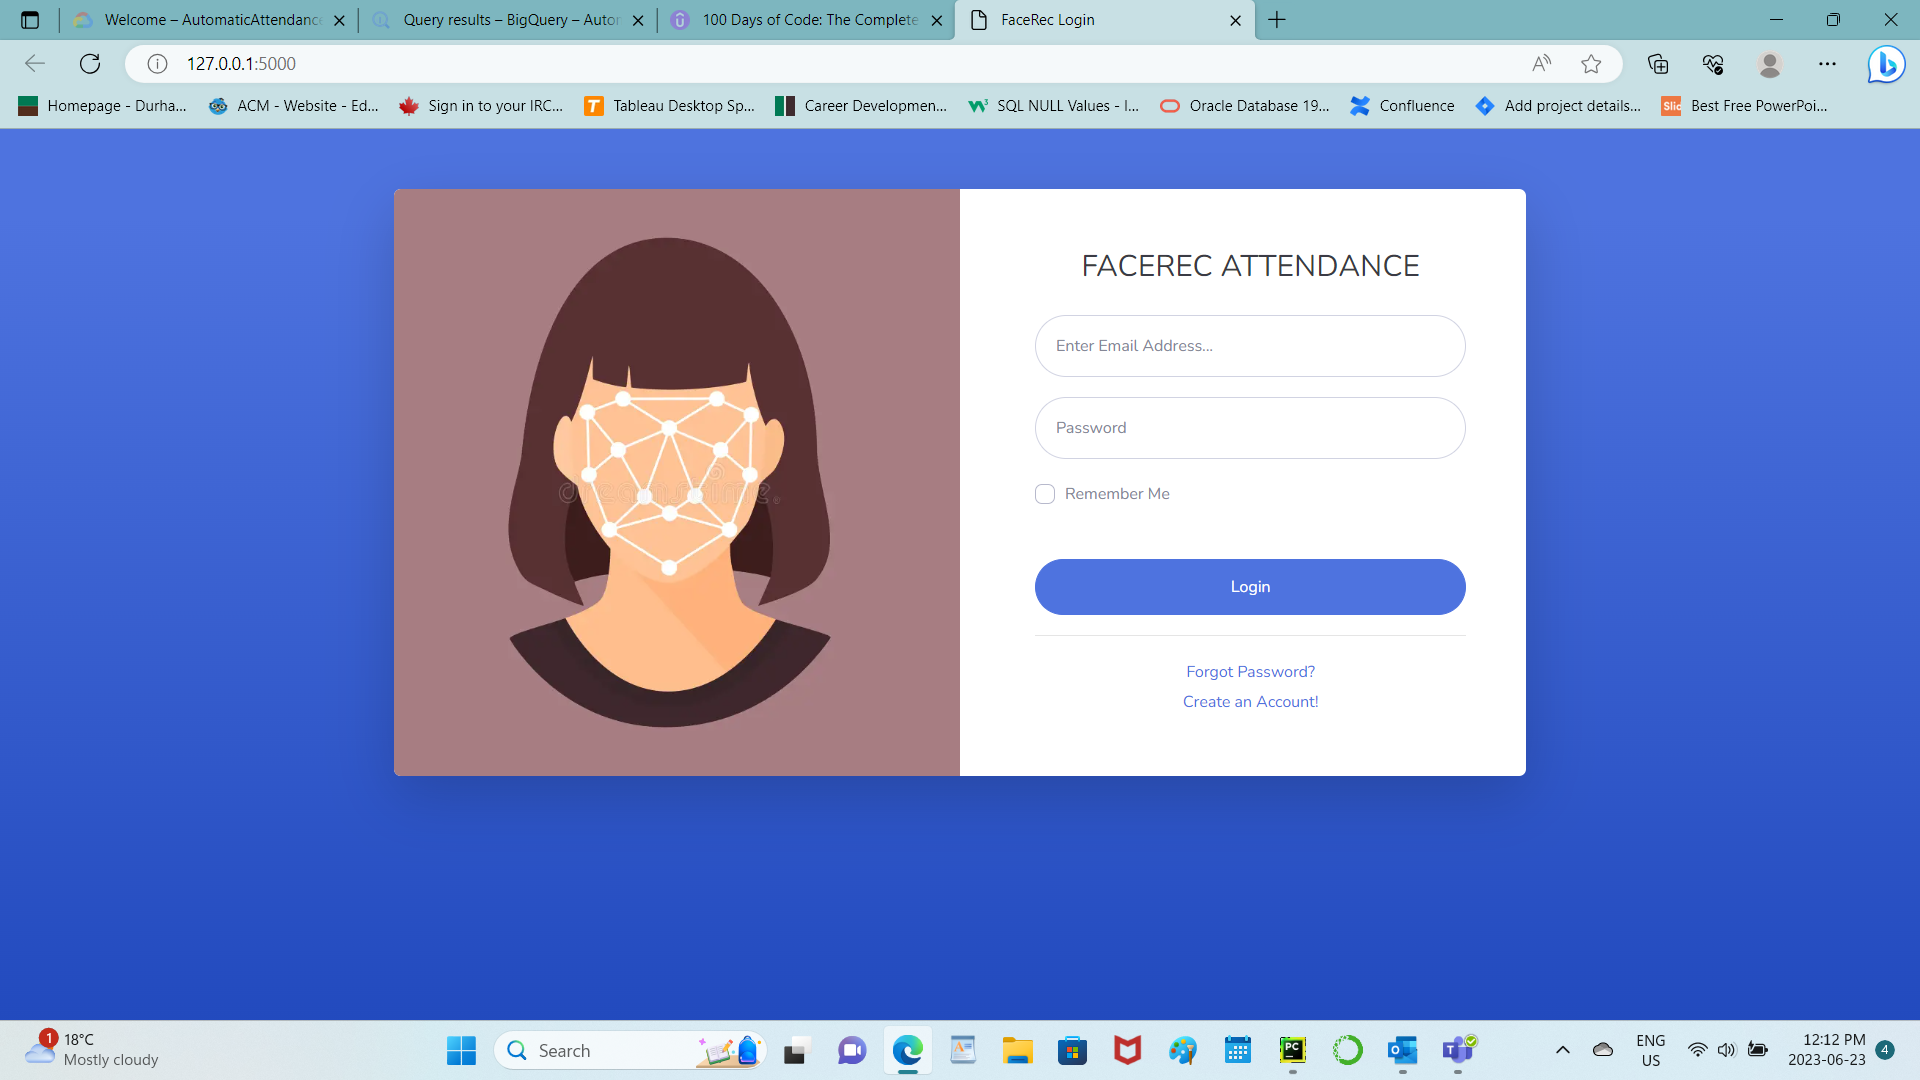 Welcome – AutomaticAttendance
Query results – BigQuery – Auton
100 Days of Code: The Complete
FaceRec Login
127.0.0.1:5000
Homepage - Durha...
ACM - Website - Ed...
Sign in to your IRC...
Tableau Desktop Sp...
Career Developmen...
SQL NULL Values - I...
Oracle Database 19...
Confluence
Add project details...
Best Free PowerPoi...
FACEREC ATTENDANCE
Enter Email Address...
Password
dreamstime.
Remember Me
Login
Forgot Password?
Create an Account!
1
18°C
Mostly cloudy
Search
ENG
US
12:12 PM
2023-06-23
4